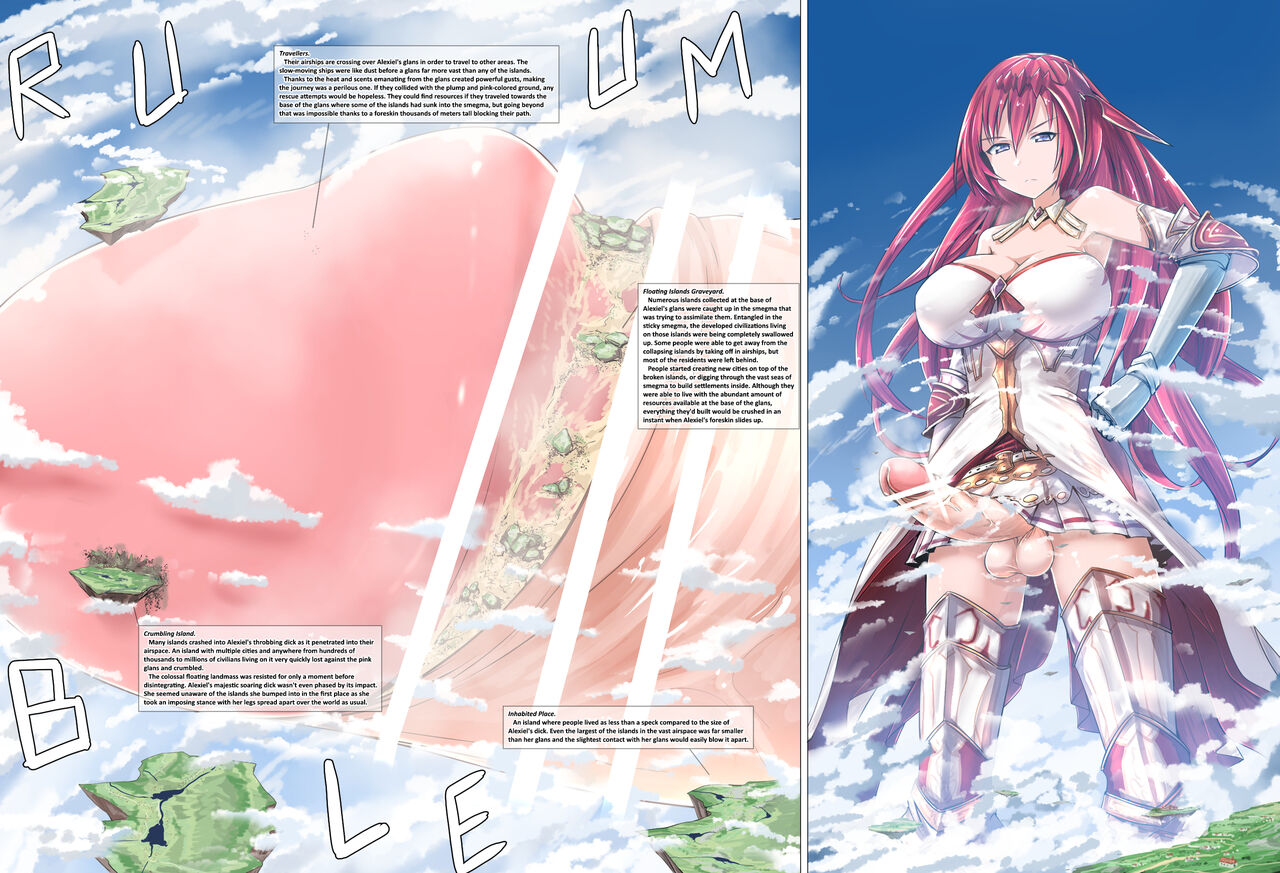 R U U M
Travellers.
Their airships are crossing over Alexiel's glans in order to travel to other areas. The
slow-moving ships were like dust before a glans far more vast than any of the islands.
Thanks to the heat and scents emanating from the glans created powerful gusts, making
the journey was a perilous one. If they collided with the plump and pink-colored ground, any
rescue attempts would be hopeless. They could find resources if they traveled towards the
base of the glans where some of the islands had sunk into the smegma, but going beyond
that was impossible thanks to a foreskin thousands of meters tall blocking their path.
Floating Islands Graveyard.
Numerous islands collected at the base of
Alexiel's glans were caught up in the smegma that
was trying to assimilate them. Entangled in the
sticky smegma, the developed civilizations living
on those islands were being completely swallowed
up. Some people were able to get away from the
collapsing islands by taking off in airships, but
most of the residents were left behind.
People started creating new cities on top of the
broken islands, or digging through the vast seas of
smegma to build settlements inside. Although they
were able to live with the abundant amount of
resources available at the base of the glans,
everything they'd built would be crushed in an
instant when Alexiel's foreskin slides up.
Crumbling Island.
Many islands crashed into Alexiel's throbbing dick as it penetrated into their
airspace. An island with multiple cities and anywhere from hundreds of
thousands to millions of civilians living on it very quickly lost against the pink
glans and crumbled.
The colossal floating landmass was resisted for only a moment before
disintegrating. Alexiel's majestic soaring dick wasn't even phased by its impact.
She seemed unaware of the islands she bumped into in the first place as she
took an imposing stance with her legs spread apart over the world as usual.
Inhabited Place.
An island where people lived as less than a speck compared to the size of
Alexiel's dick. Even the largest of the islands in the vast airspace was far smaller
than her glans and the slightest contact with her glans would easily blow it apart.
B L E